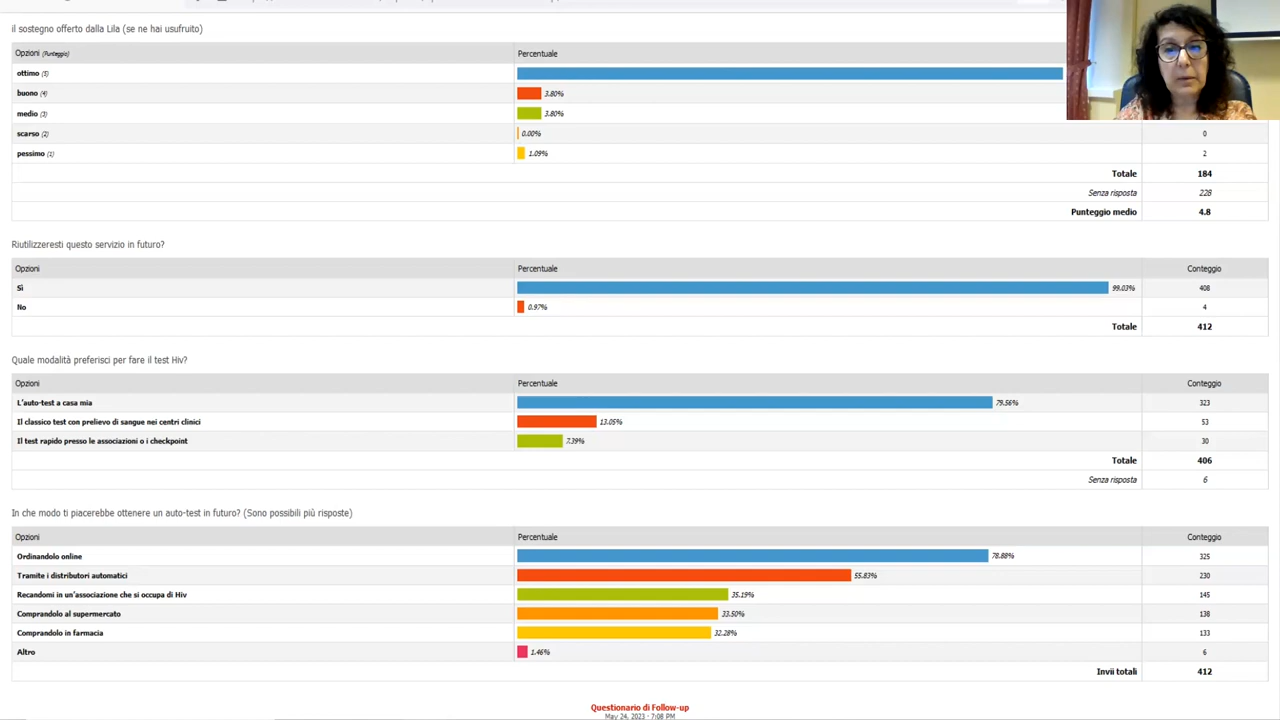 il sostegno offerto dalla Lila (se ne hai usufruito)
Opzioni (Punteggio) Percentuale
ottimo (5)
buono (4) 3.80%
medio (3) 3.80%
scarso (2) 0.00% 0
pessimo (1) 1.09% 2
Totale 184
Senza risposta 228
Punteggio medio 4.8
Riutilizzeresti questo servizio in futuro?
Opzioni Percentuale Conteggio
Sì 99.03% 408
No 0.97% 4
Totale 412
Quale modalità preferisci per fare il test Hiv?
Opzioni Percentuale Conteggio
L'auto-test a casa mia 79.56% 323
Il classico test con prelievo di sangue nei centri clinici 13.05% 53
Il test rapido presso le associazioni o i checkpoint 7.39% 30
Totale 406
Senza risposta 6
In che modo ti piacerebbe ottenere un auto-test in futuro? (Sono possibili più risposte)
Opzioni Percentuale Conteggio
Ordinandolo online 78.88% 325
Tramite i distributori automatici 55.83% 230
Recandomi in un'associazione che si occupa di Hiv 35.19% 145
Comprandolo al supermercato 33.50% 138
Comprandolo in farmacia 32.28% 133
Altro 1.46% 6
Invii totali 412
Questionario di Follow-up
May 24, 2023 · 7:08 PM